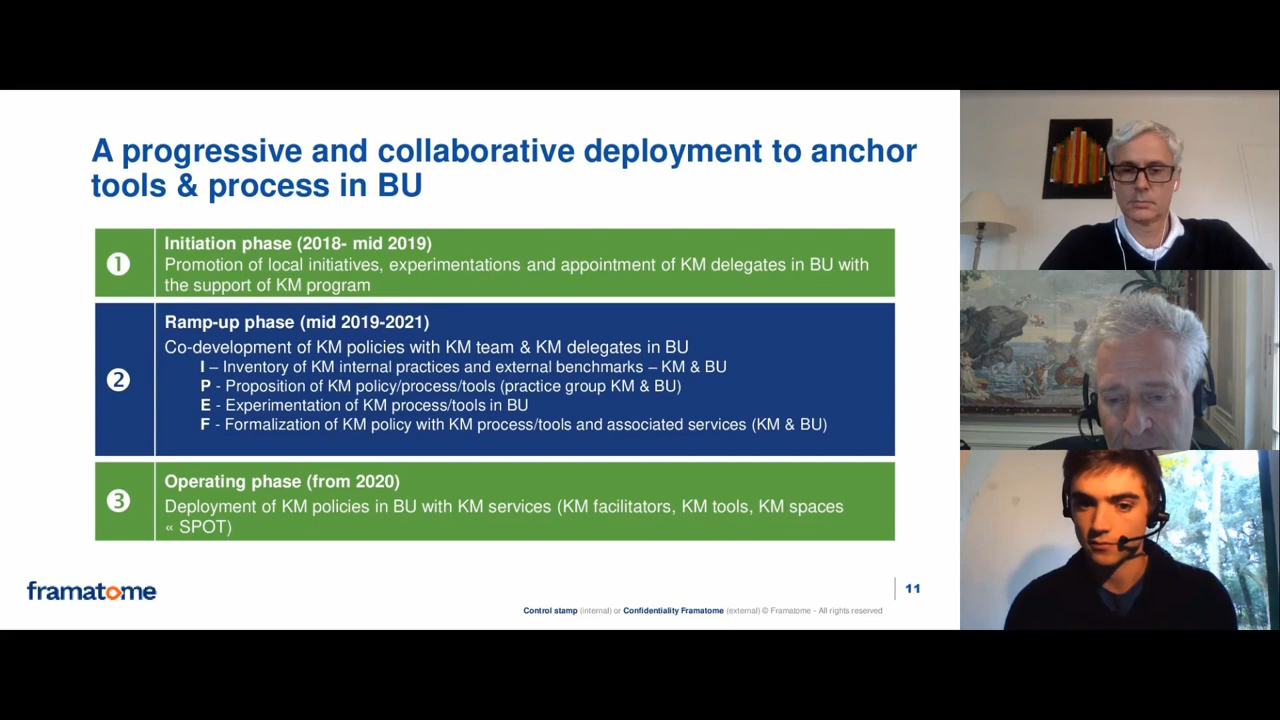 A progressive and collaborative deployment to anchor
tools & process in BU
1
Initiation phase (2018- mid 2019)
Promotion of local initiatives, experimentations and appointment of KM delegates in BU with
the support of KM program
2
Ramp-up phase (mid 2019-2021)
Co-development of KM policies with KM team & KM delegates in BU
I – Inventory of KM internal practices and external benchmarks – KM & BU
P - Proposition of KM policy/process/tools (practice group KM & BU)
E - Experimentation of KM process/tools in BU
F - Formalization of KM policy with KM process/tools and associated services (KM & BU)
3
Operating phase (from 2020)
Deployment of KM policies in BU with KM services (KM facilitators, KM tools, KM spaces
« SPOT)
framatome
11
Control stamp (internal) or Confidentiality Framatome (external) © Framatome - All rights reserved